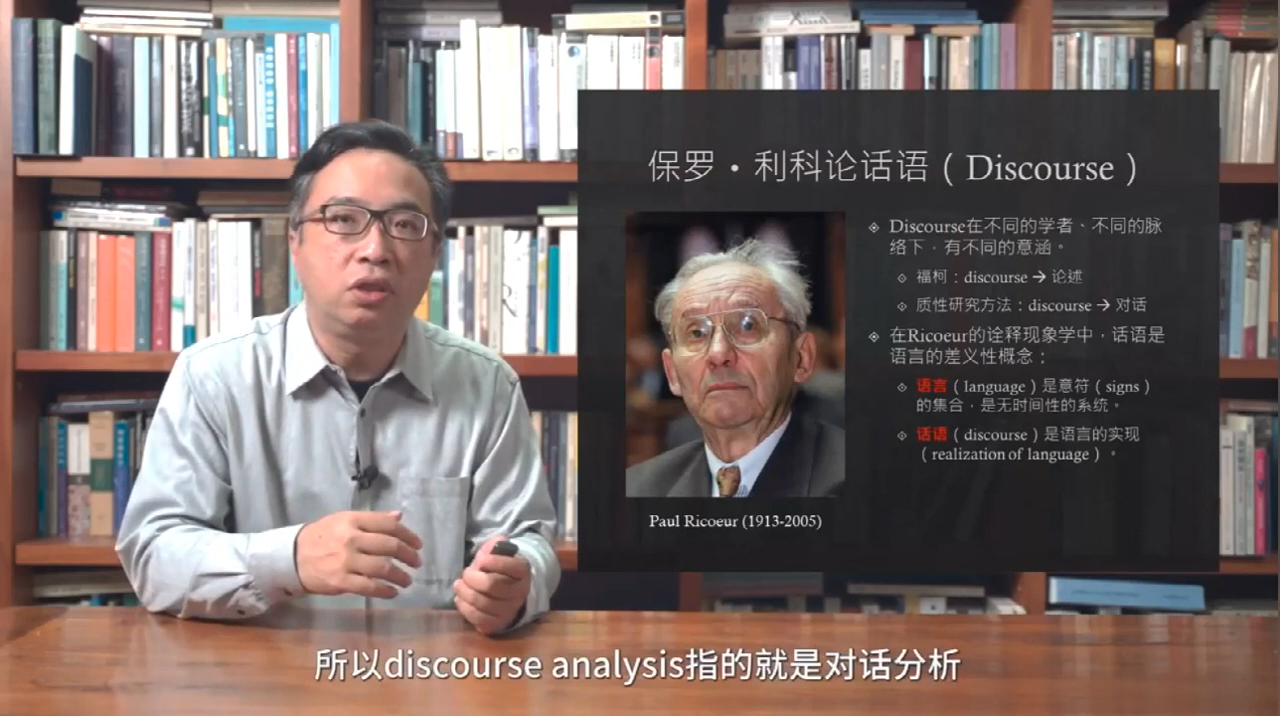 保罗·利科论话语（Discourse）
Discourse在不同的学者、不同的脉
络下，有不同的意涵。
福柯：discourse → 论述
质性研究方法：discourse → 对话
在Ricoeur的诠释现象学中，话语是
语言的差义性概念：
语言（language）是意符（signs）
的集合，是无时间性的系统。
话语（discourse）是语言的实现
（realization of language）。
Paul Ricoeur (1913-2005)
所以discourse analysis指的就是对话分析